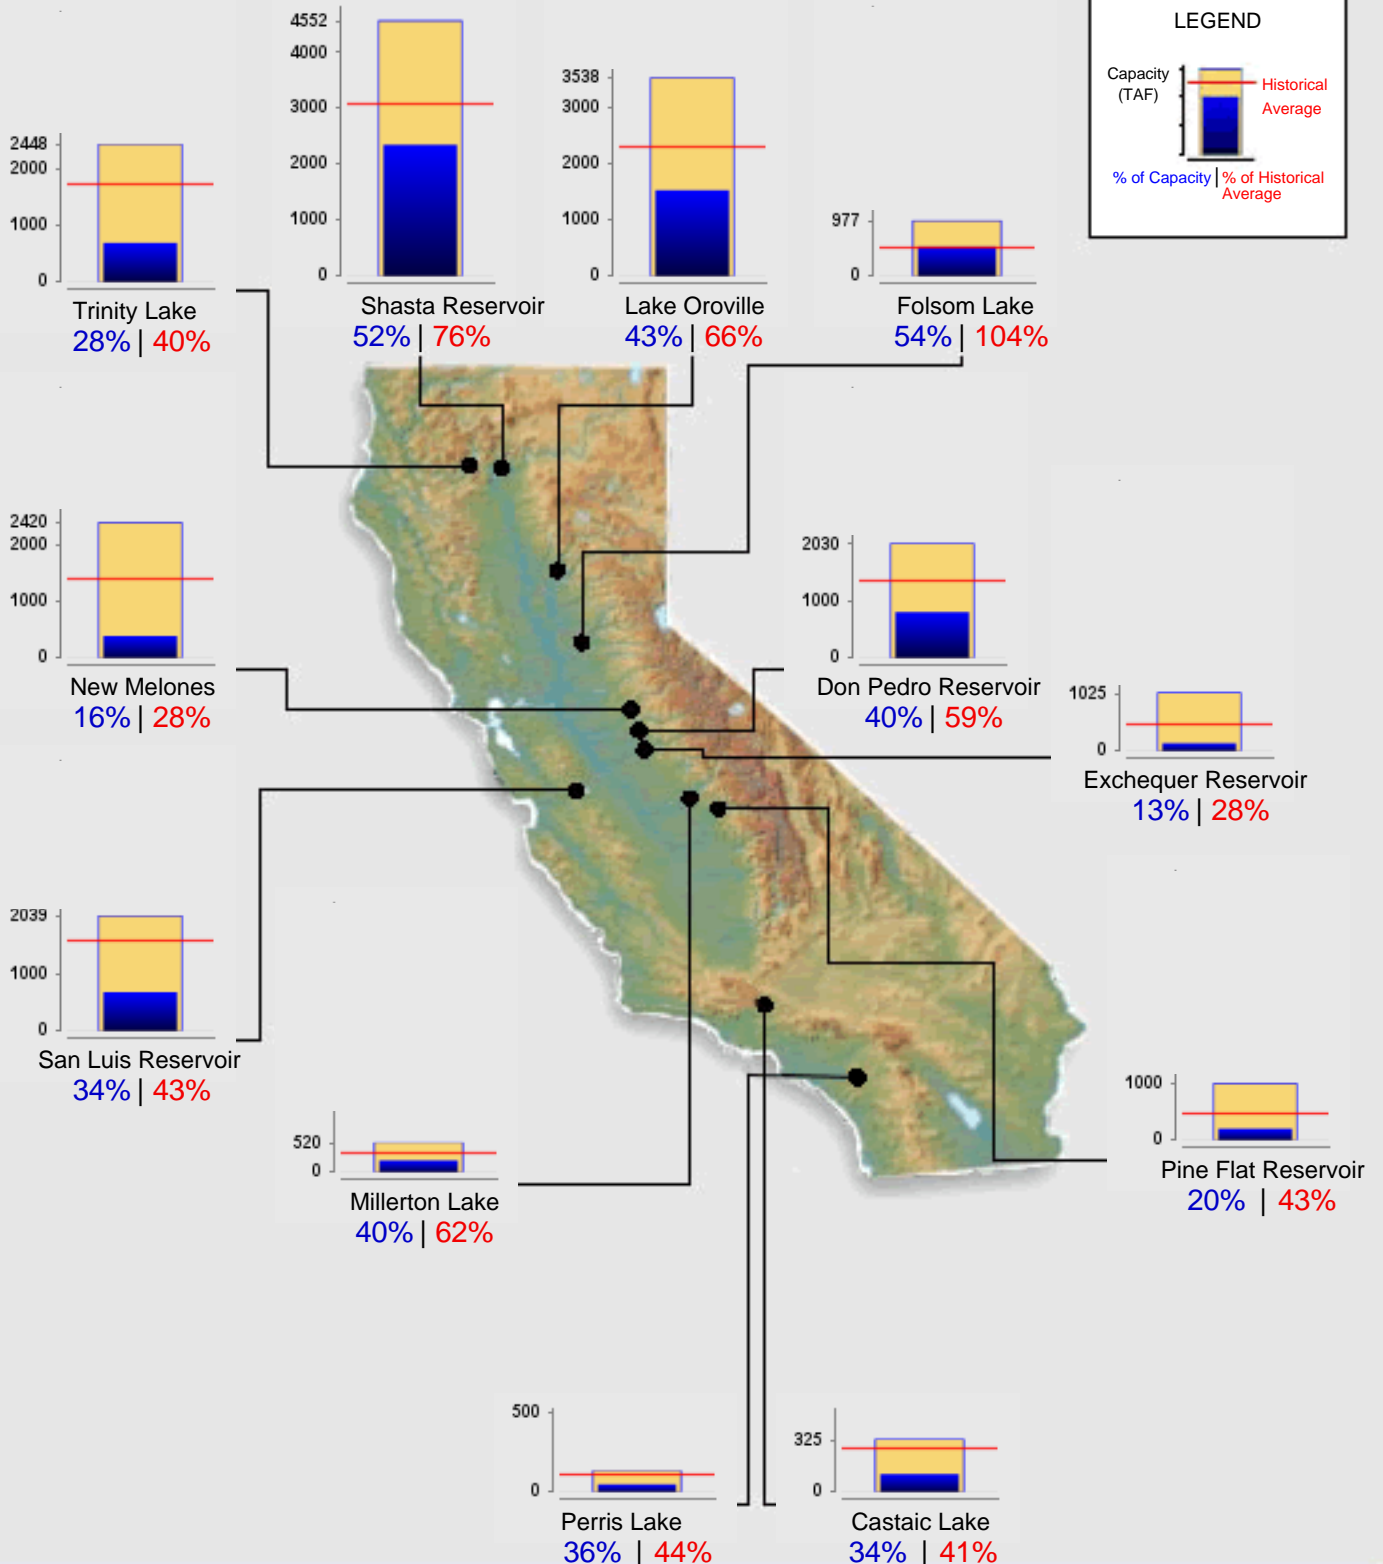 LEGEND
Capacity
(TAF)
Historical
Average
% of Capacity | % of Historical
Average
4552
4000
3000
2000
1000
0
Shasta Reservoir
52% | 76%
3538
3000
2000
1000
0
Lake Oroville
43% | 66%
2448
2000
1000
0
Trinity Lake
28% | 40%
977
0
Folsom Lake
54% | 104%
2420
2000
1000
0
New Melones
16% | 28%
2030
1000
0
Don Pedro Reservoir
40% | 59%
1025
0
Exchequer Reservoir
13% | 28%
2039
1000
0
San Luis Reservoir
34% | 43%
520
0
Millerton Lake
40% | 62%
1000
0
Pine Flat Reservoir
20% | 43%
500
0
Perris Lake
36% | 44%
325
0
Castaic Lake
34% | 41%